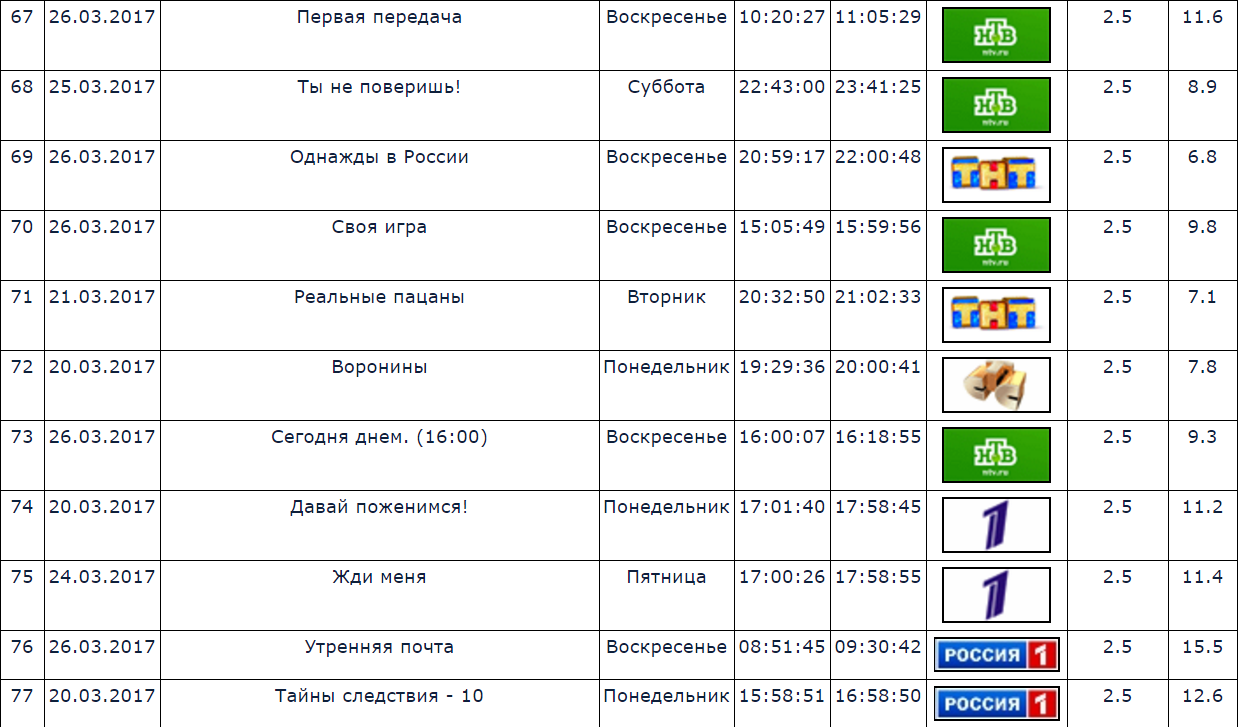 67 26.03.2017 Первая передача Воскресенье 10:20:27 11:05:29 НТВ ntv.ru 2.5 11.6
68 25.03.2017 Ты не поверишь! Суббота 22:43:00 23:41:25 НТВ ntv.ru 2.5 8.9
69 26.03.2017 Однажды в России Воскресенье 20:59:17 22:00:48 ТНТ 2.5 6.8
70 26.03.2017 Своя игра Воскресенье 15:05:49 15:59:56 НТВ ntv.ru 2.5 9.8
71 21.03.2017 Реальные пацаны Вторник 20:32:50 21:02:33 ТНТ 2.5 7.1
72 20.03.2017 Воронины Понедельник 19:29:36 20:00:41 2.5 7.8
73 26.03.2017 Сегодня днем. (16:00) Воскресенье 16:00:07 16:18:55 НТВ ntv.ru 2.5 9.3
74 20.03.2017 Давай поженимся! Понедельник 17:01:40 17:58:45 1 2.5 11.2
75 24.03.2017 Жди меня Пятница 17:00:26 17:58:55 1 2.5 11.4
76 26.03.2017 Утренняя почта Воскресенье 08:51:45 09:30:42 РОССИЯ 1 2.5 15.5
77 20.03.2017 Тайны следствия - 10 Понедельник 15:58:51 16:58:50 РОССИЯ 1 2.5 12.6